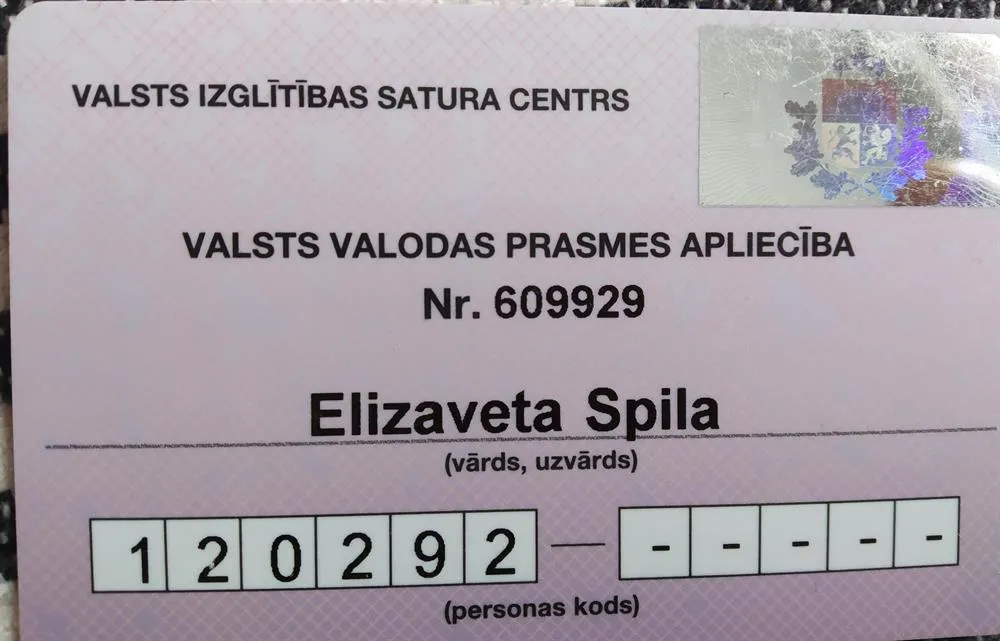 VALSTS IZGLĪTĪBAS SATURA CENTRS
VALSTS VALODAS PRASMES APLIECĪBA
Nr. 609929
Elizaveta Spila
(vārds, uzvārds)
120292 — -----
(personas kods)